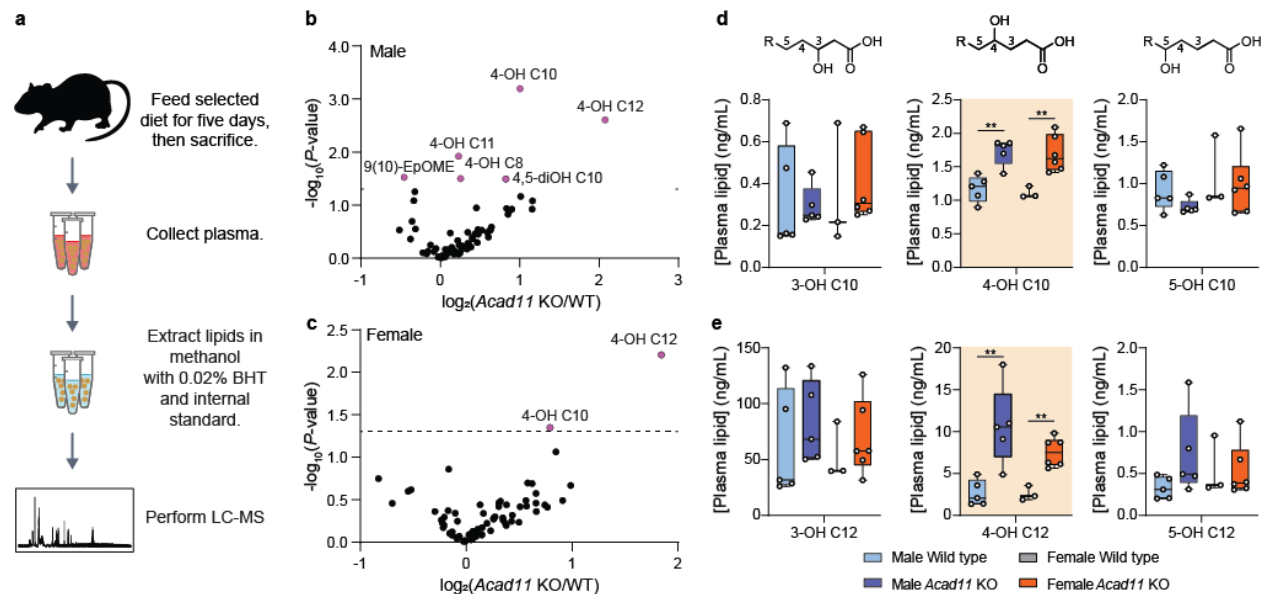 a
Feed selected
diet for five days,
then sacrifice.
Collect plasma.
Extract lipids in
methanol
with 0.02% BHT
and internal
standard.
Perform LC-MS
b
Male
4.0
3.0
2.0
1.0
0.0
-log₁₀(P-value)
4-OH C10
4-OH C12
4-OH C11
9(10)-EpOME
4-OH C8
4,5-diOH C10
-1
0
1
2
3
log₂(Acad11 KO/WT)
c
Female
2.5
2.0
1.5
1.0
0.5
0.0
-log₁₀(P-value)
4-OH C12
4-OH C10
-1
0
1
2
log₂(Acad11 KO/WT)
d
R 5 4 3 OH
OH O
OH
R 5 4 3 OH
O
R 5 4 3 OH
OH O
[Plasma lipid] (ng/mL)
0.8
0.6
0.4
0.2
0.0
3-OH C10
[Plasma lipid] (ng/mL)
2.5
2.0
1.5
1.0
0.5
0.0
** **
4-OH C10
[Plasma lipid] (ng/mL)
2.0
1.5
1.0
0.5
0.0
5-OH C10
e
[Plasma lipid] (ng/mL)
150
100
50
0
3-OH C12
[Plasma lipid] (ng/mL)
20
15
10
5
0
** **
4-OH C12
[Plasma lipid] (ng/mL)
2.0
1.5
1.0
0.5
0.0
5-OH C12
Male Wild type
Female Wild type
Male Acad11 KO
Female Acad11 KO